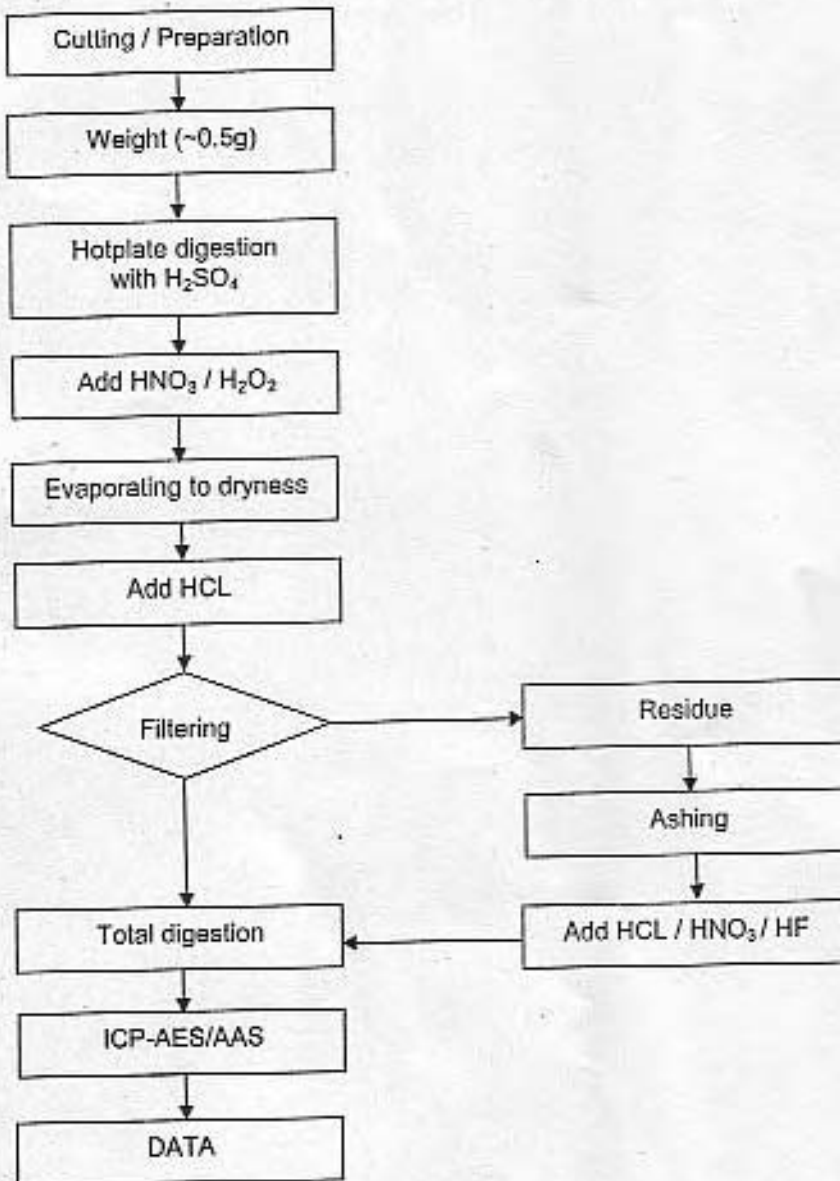 Cutting / Preparation
Weight (~0.5g)
Hotplate digestion
with H₂SO₄
Add HNO₃ / H₂O₂
Evaporating to dryness
Add HCL
Filtering
Residue
Ashing
Add HCL / HNO₃ / HF
Total digestion
ICP-AES/AAS
DATA